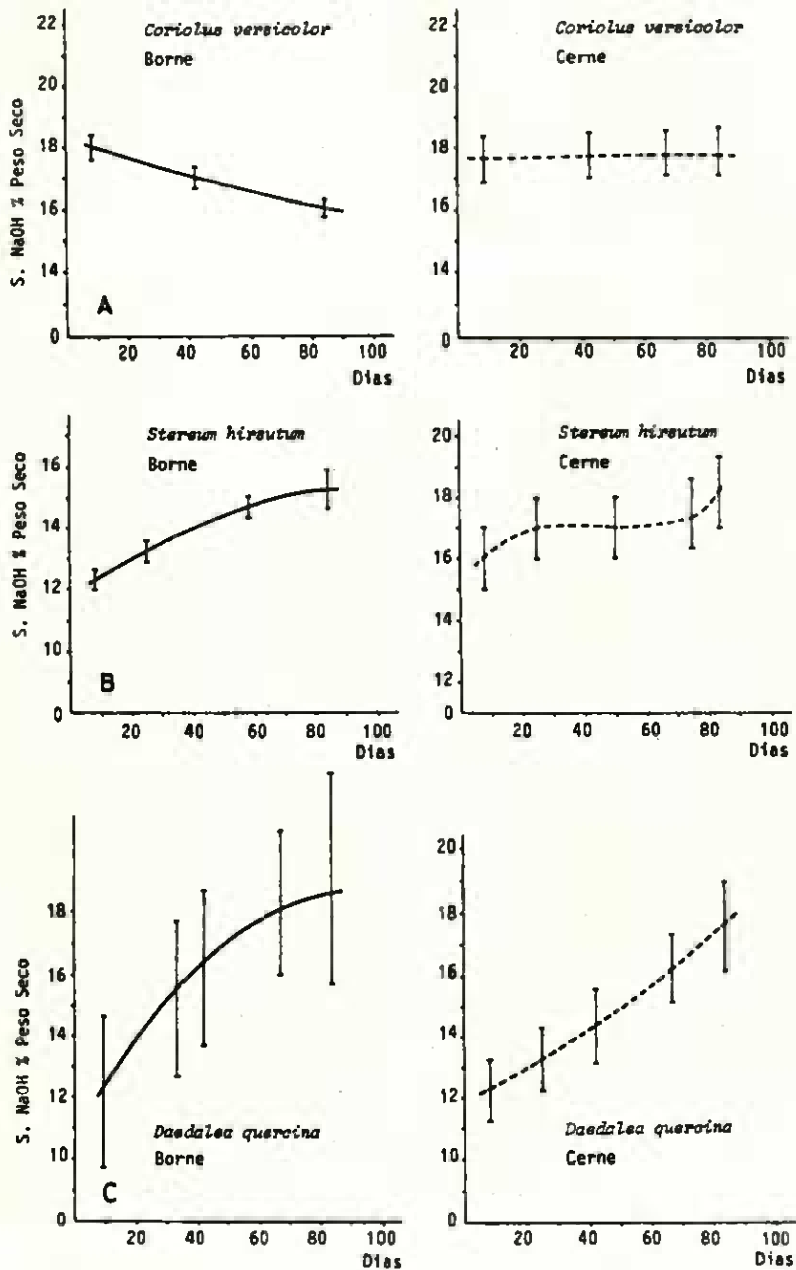 Coriolus versicolor
Borne
22
20
18
16
14
0
S. NaOH % Peso Seco
A
20 40 60 80 100
Dias
Coriolus versicolor
Cerne
22
20
18
16
14
0
20 40 60 80 100
Dias
Stereum hirsutum
Borne
15
14
12
10
0
S. NaOH % Peso Seco
B
20 40 60 80 100
Dias
Stereum hirsutum
Cerne
20
18
16
14
12
0
20 40 60 80 100
Dias
18
16
14
12
10
0
S. NaOH % Peso Seco
Daedalea quercina
Borne
C
20 40 60 80 100
Dias
20
18
16
14
12
10
0
Daedalea quercina
Cerne
20 40 60 80 100
Dias